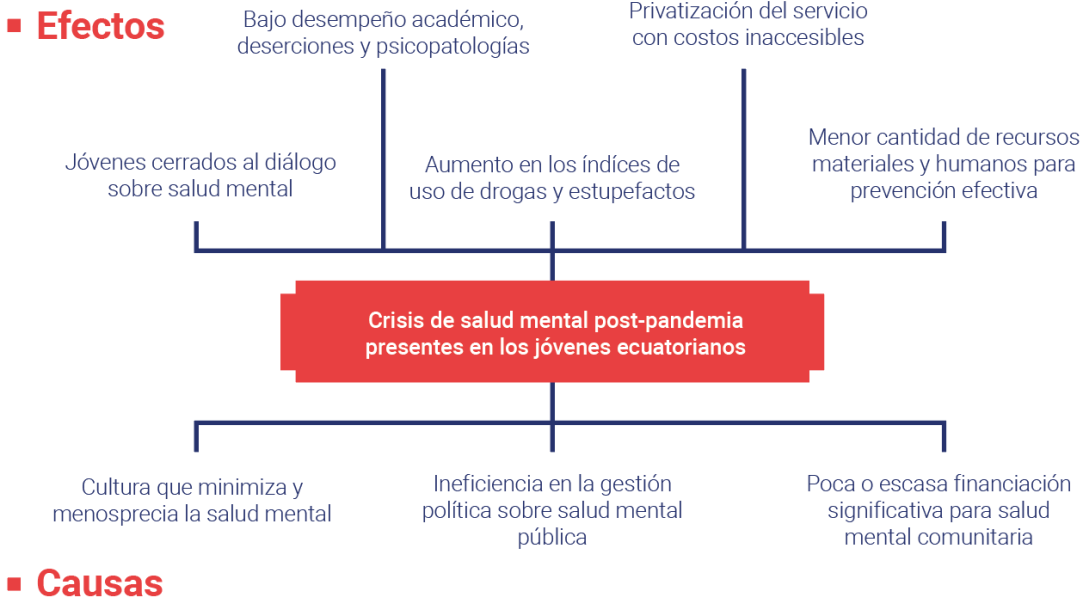 Efectos
Bajo desempeño académico,
deserciones y psicopatologías
Privatización del servicio
con costos inaccesibles
Jóvenes cerrados al diálogo
sobre salud mental
Aumento en los índíces de
uso de drogas y estupefactos
Menor cantidad de recursos
materiales y humanos para
prevención efectiva
Crisis de salud mental post-pandemia
presentes en los jóvenes ecuatorianos
Cultura que minimiza y
menosprecia la salud mental
Ineficiencia en la gestión
política sobre salud mental
pública
Poca o escasa financiación
significativa para salud
mental comunitaria
Causas